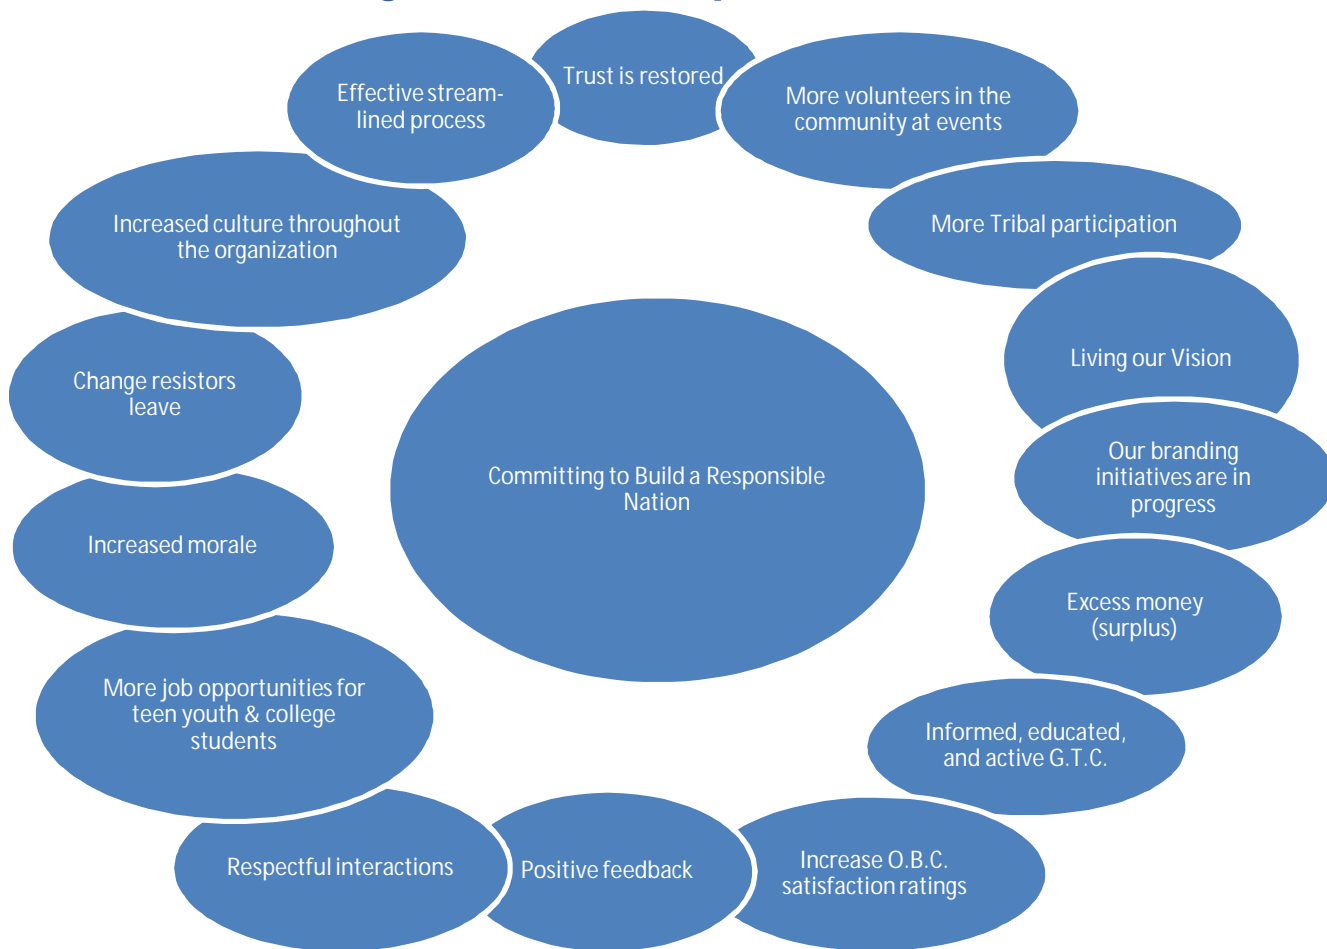 Trust is restored
More volunteers in the
community at events
More Tribal participation
Living our Vision
Our branding
initiatives are in
progress
Excess money
(surplus)
Informed, educated,
and active G.T.C.
Increase O.B.C.
satisfaction ratings
Positive feedback
Respectful interactions
More job opportunities for
teen youth & college
students
Increased morale
Change resistors
leave
Increased culture throughout
the organization
Effective stream-
lined process
Committing to Build a Responsible
Nation